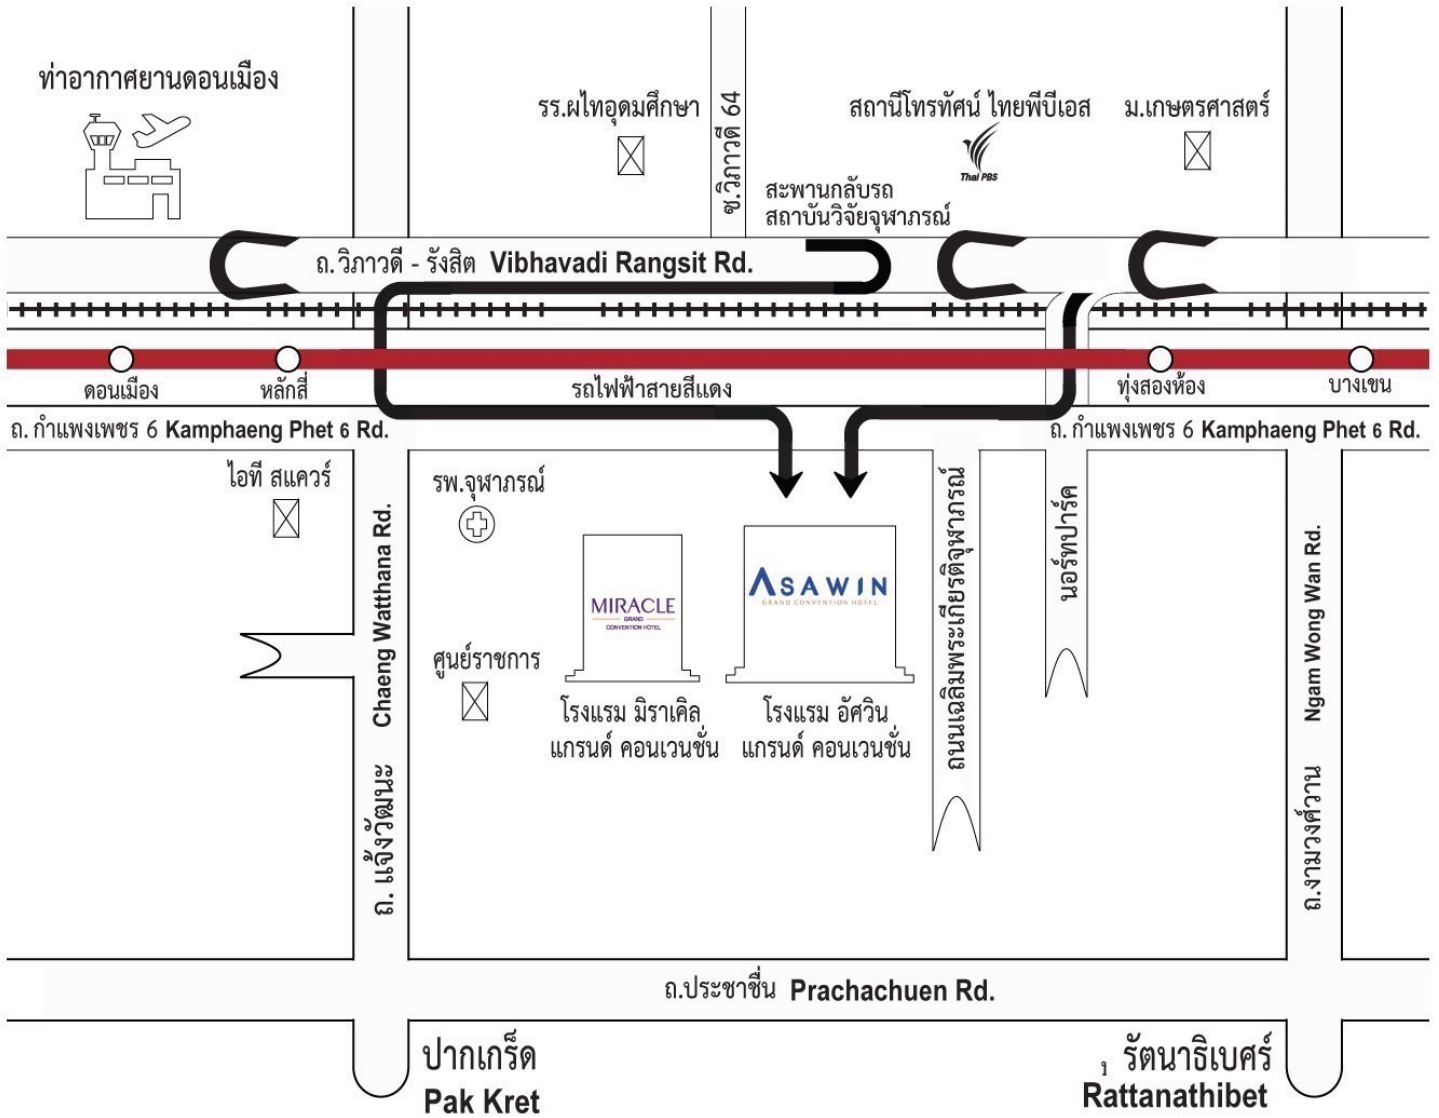 ท่าอากาศยานดอนเมือง
รร.ผไทอุดมศึกษา
ซ.วิภาวดี 64
สถานีโทรทัศน์ ไทยพีบีเอส
Thai PBS
ม.เกษตรศาสตร์
สะพานกลับรถ
สถาบันวิจัยจุฬาภรณ์
ถ.วิภาวดี - รังสิต Vibhavadi Rangsit Rd.
ดอนเมือง
หลักสี่
รถไฟฟ้าสายสีแดง
ทุ่งสองห้อง
บางเขน
ถ. กำแพงเพชร 6 Kamphaeng Phet 6 Rd.
ถ. กำแพงเพชร 6 Kamphaeng Phet 6 Rd.
ไอที สแควร์
รพ.จุฬาภรณ์
ถ. แจ้งวัฒนะ Chaeng Watthana Rd.
MIRACLE
GRAND
CONVENTION HOTEL
ASAWIN
GRAND CONVENTION HOTEL
ถนนเฉลิมพระเกียรติจุฬาภรณ์
นอร์ทปาร์ค
ถ.งามวงศ์วาน Ngam Wong Wan Rd.
ศูนย์ราชการ
โรงแรม มิราเคิล
แกรนด์ คอนเวนชั่น
โรงแรม อัศวิน
แกรนด์ คอนเวนชั่น
ถ.ประชาชื่น Prachachuen Rd.
ปากเกร็ด
Pak Kret
รัตนาธิเบศร์
Rattanathibet